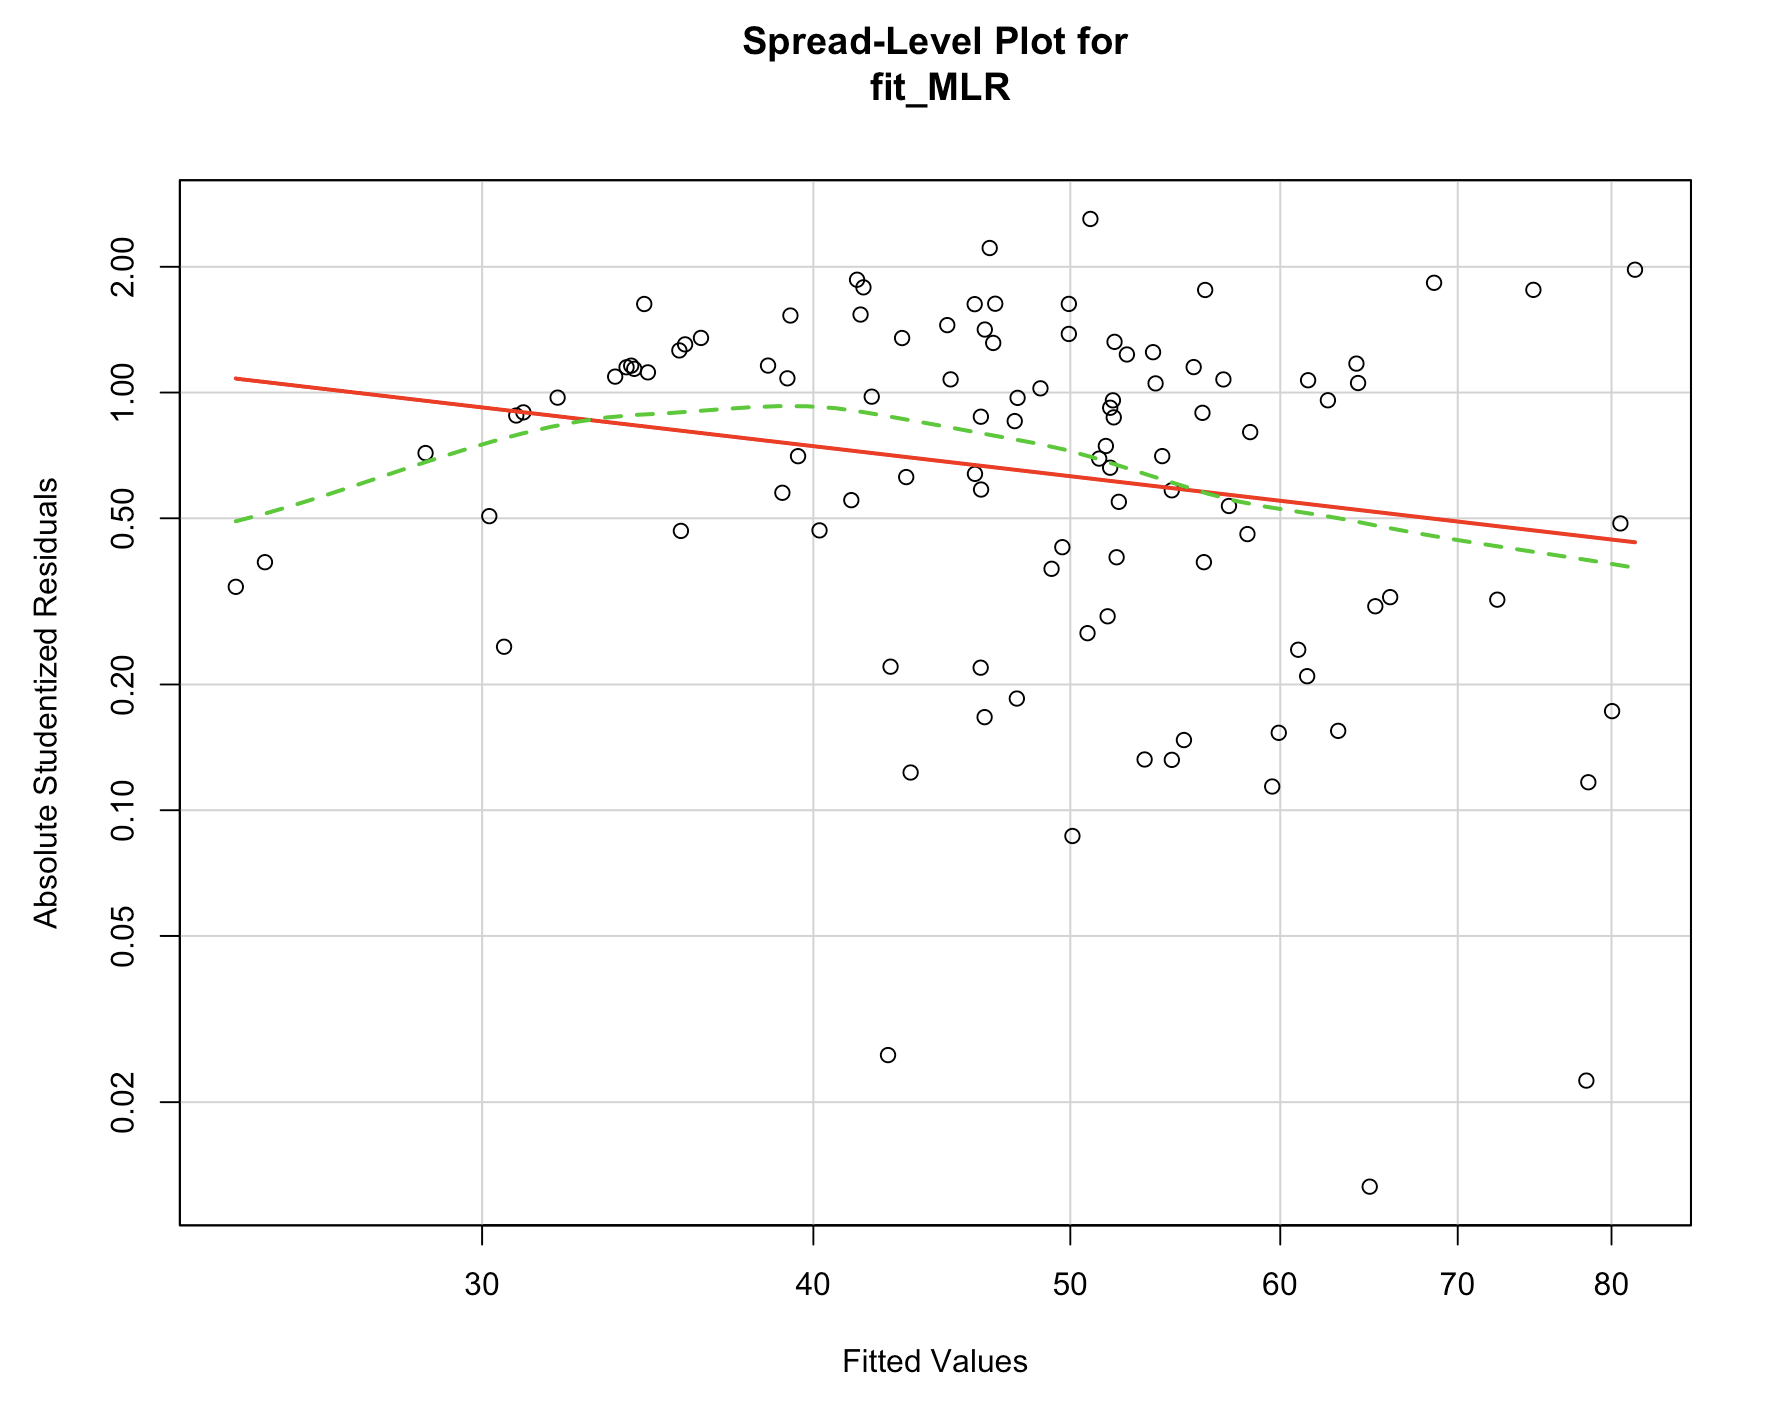 Spread-Level Plot for
fit_MLR
Absolute Studentized Residuals
2.00
1.00
0.50
0.20
0.10
0.05
0.02
30 40 50 60 70 80
Fitted Values